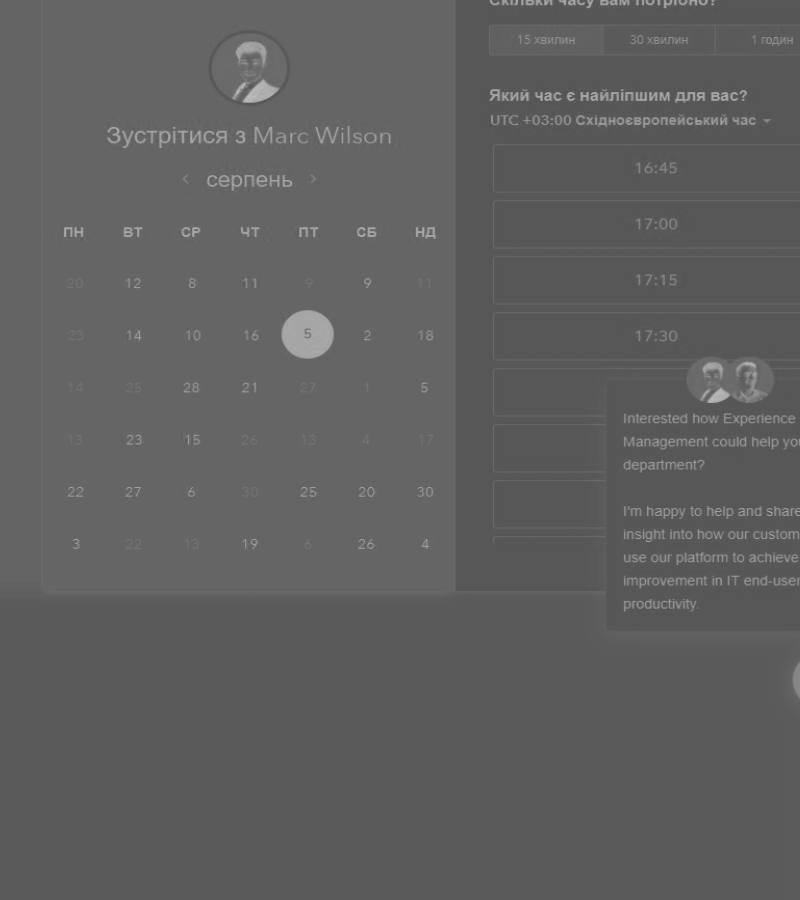 Зустрітися з Marc Wilson
серпень
ПН ВТ СР ЧТ ПТ СБ НД
20 12 8 11 9 9 11
23 14 10 16 5 2 18
14 25 28 21 27 1 5
13 23 15 26 13 4 17
22 27 6 30 25 20 30
3 22 13 19 6 26 4
Скільки часу вам потрібно?
15 хвилин 30 хвилин 1 годин
Який час є найліпшим для вас?
UTC +03:00 Східноєвропейський час
16:45
17:00
17:15
17:30
Interested how Experience
Management could help you
department?
I'm happy to help and share
insight into how our custom
use our platform to achieve
improvement in IT end-user
productivity.